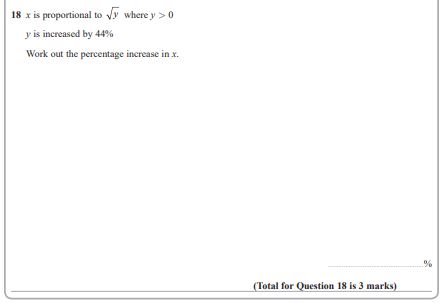 18 x is proportional to √y where y > 0
y is increased by 44%
Work out the percentage increase in x.
%
(Total for Question 18 is 3 marks)